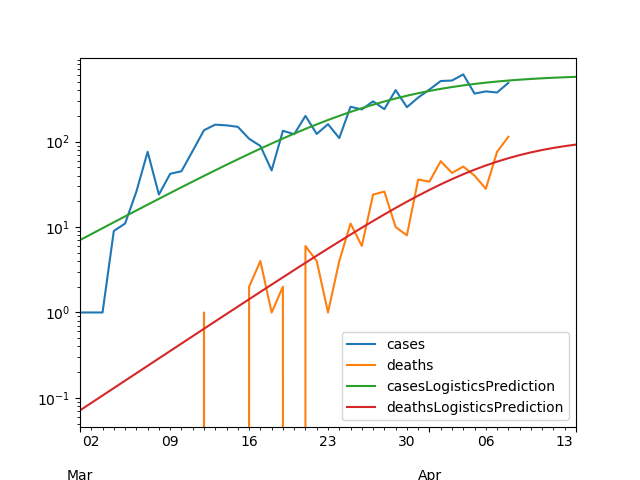 10²
10¹
10⁰
10⁻¹
cases
deaths
casesLogisticsPrediction
deathsLogisticsPrediction
02 09 16 23 30 06 13
Mar Apr